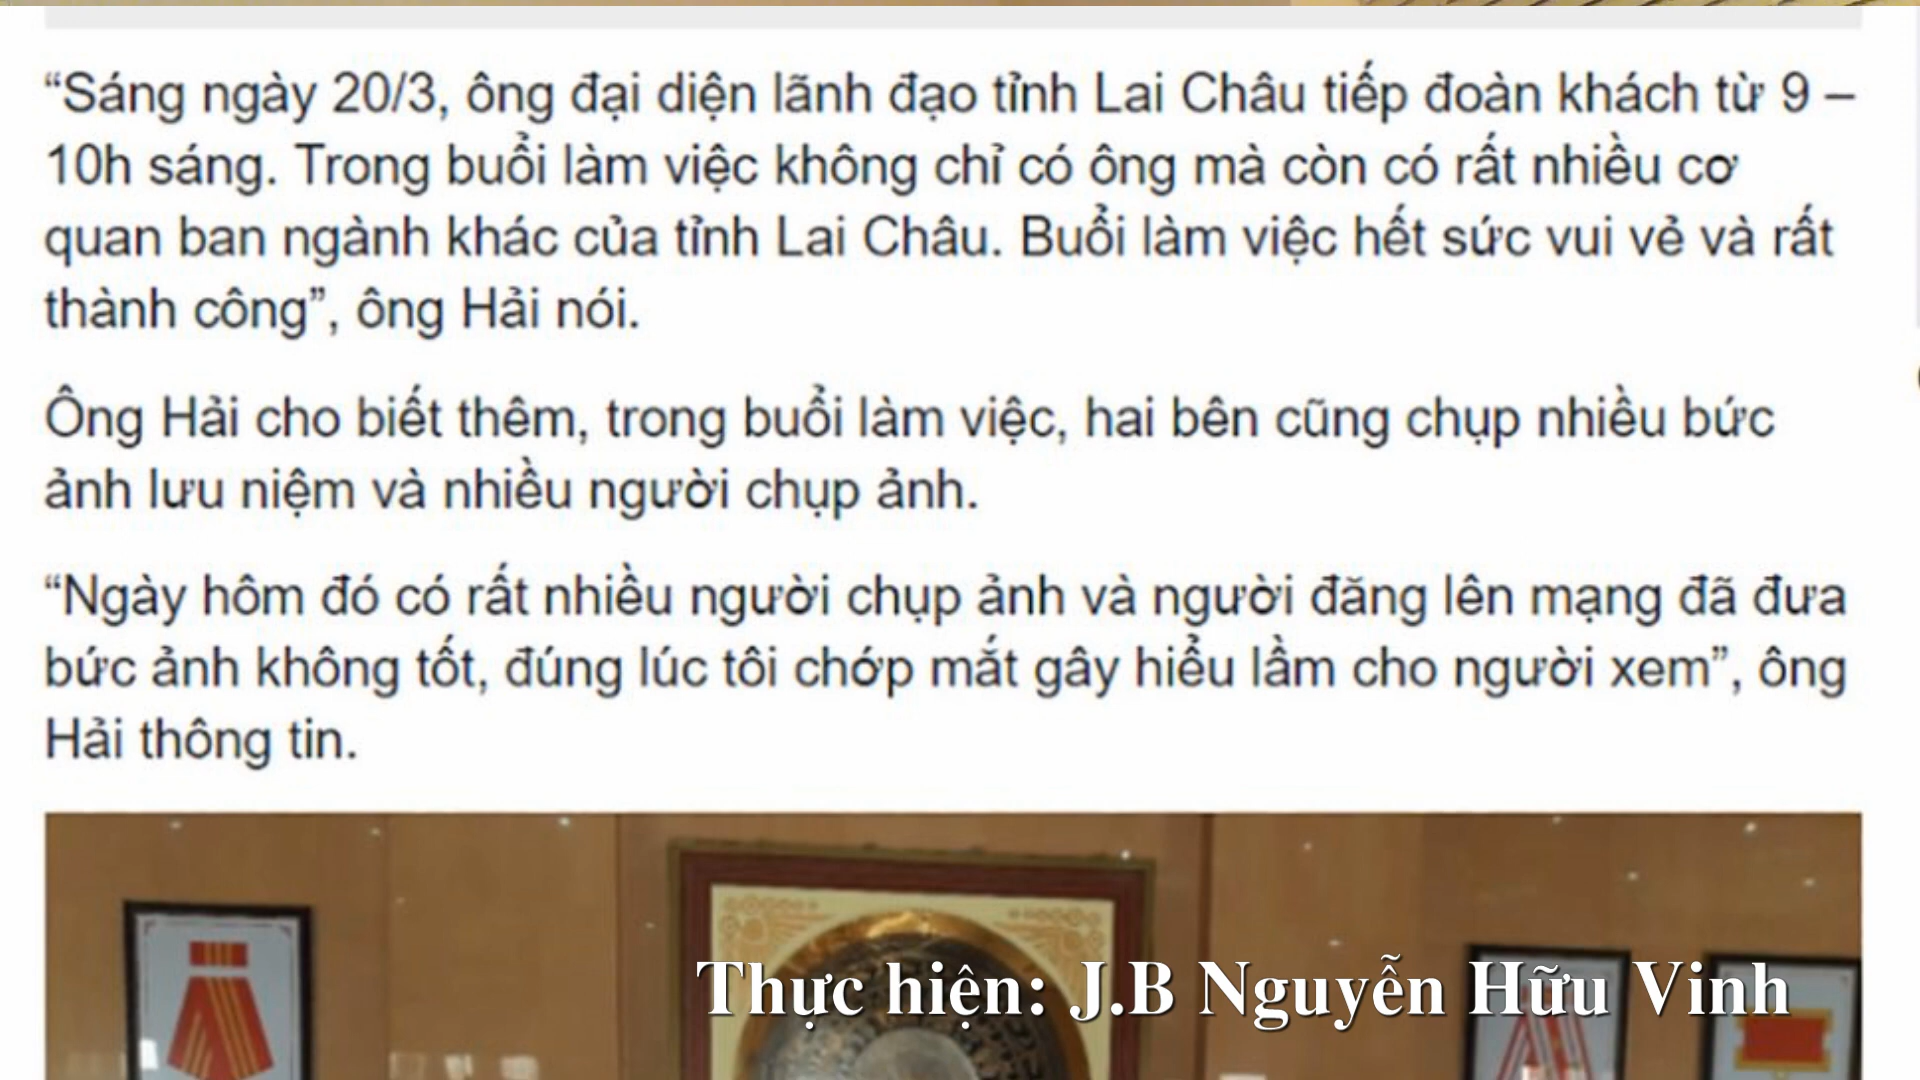 “Sáng ngày 20/3, ông đại diện lãnh đạo tỉnh Lai Châu tiếp đoàn khách từ 9 –
10h sáng. Trong buổi làm việc không chỉ có ông mà còn có rất nhiều cơ
quan ban ngành khác của tỉnh Lai Châu. Buổi làm việc hết sức vui vẻ và rất
thành công”, ông Hải nói.
Ông Hải cho biết thêm, trong buổi làm việc, hai bên cũng chụp nhiều bức
ảnh lưu niệm và nhiều người chụp ảnh.
“Ngày hôm đó có rất nhiều người chụp ảnh và người đăng lên mạng đã đưa
bức ảnh không tốt, đúng lúc tôi chớp mắt gây hiểu lầm cho người xem”, ông
Hải thông tin.
Thực hiện: J.B Nguyễn Hữu Vinh